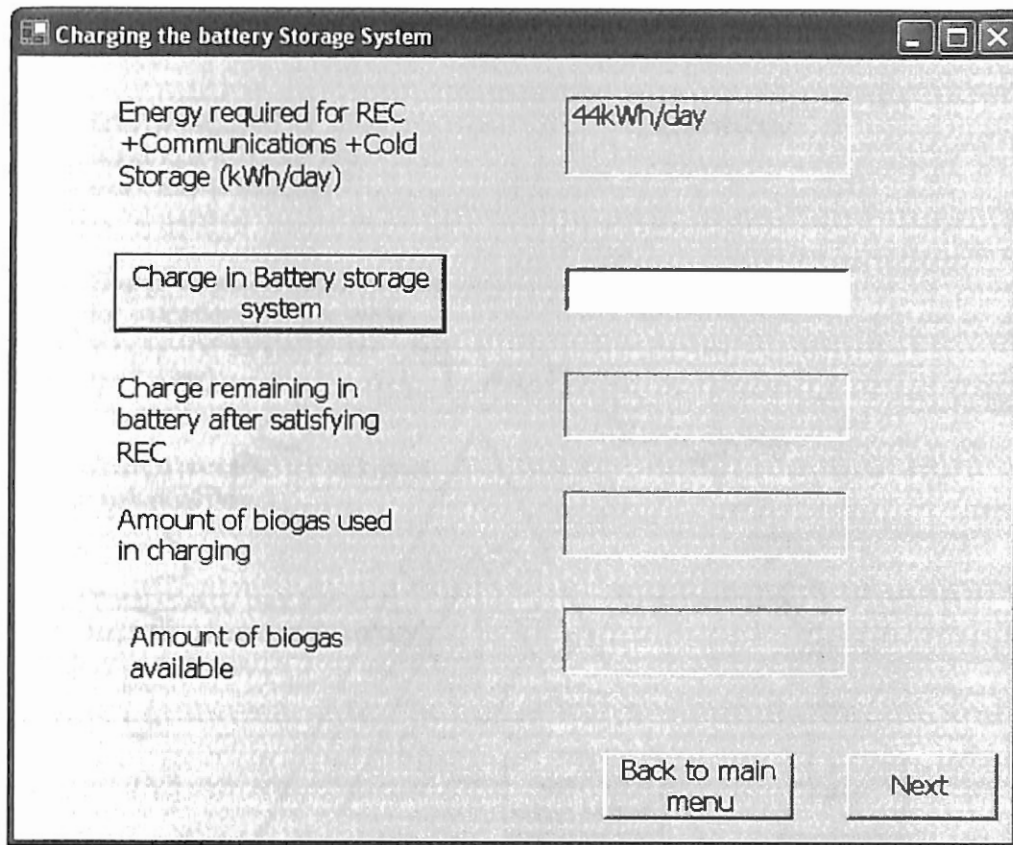 Charging the battery Storage System
Energy required for REC
+Communications +Cold
Storage (kWh/day)
44kWh/day
Charge in Battery storage
system
Charge remaining in
battery after satisfying
REC
Amount of biogas used
in charging
Amount of biogas
available
Back to main
menu
Next